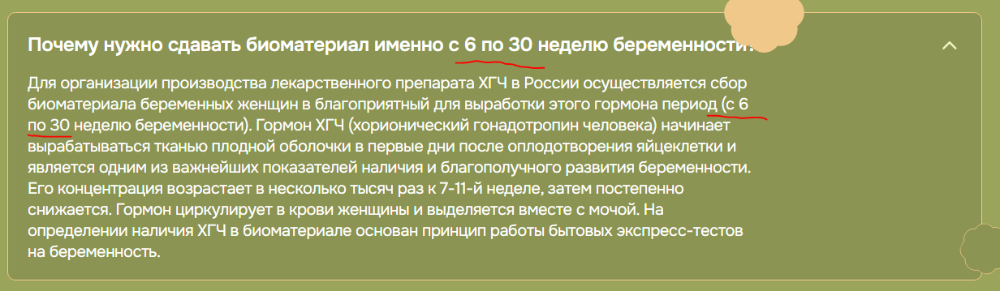 Почему нужно сдавать биоматериал именно с 6 по 30 неделю беременности?
Для организации производства лекарственного препарата ХГЧ в России осуществляется сбор
биоматериала беременных женщин в благоприятный для выработки этого гормона период (с 6
по 30 неделю беременности). Гормон ХГЧ (хорионический гонадотропин человека) начинает
вырабатываться тканью плодной оболочки в первые дни после оплодотворения яйцеклетки и
является одним из важнейших показателей наличия и благополучного развития беременности.
Его концентрация возрастает в несколько тысяч раз к 7-11-й неделе, затем постепенно
снижается. Гормон циркулирует в крови женщины и выделяется вместе с мочой. На
определении наличия ХГЧ в биоматериале основан принцип работы бытовых экспресс-тестов
на беременность.